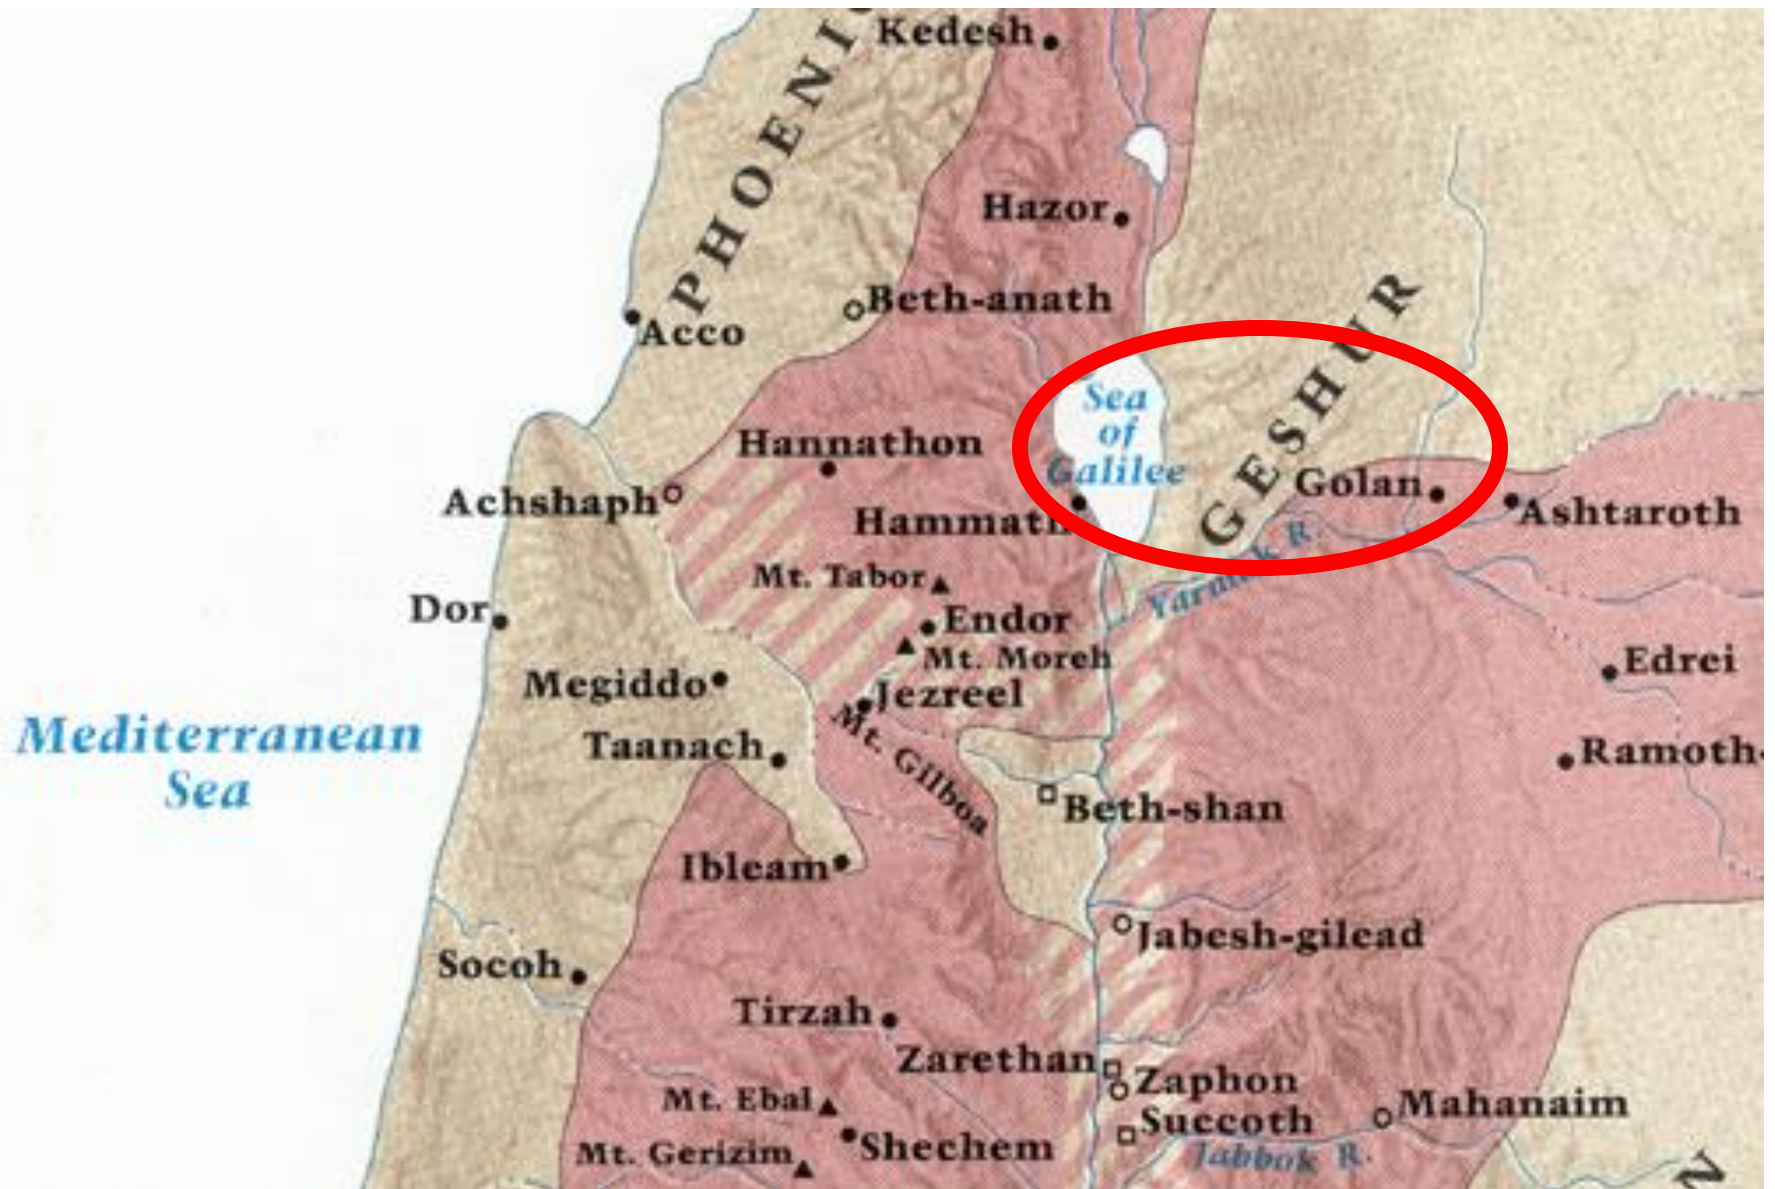 Kedesh
PHOENI
Hazor
Beth-anath
Acco
GESHUR
Sea
of
Galilee
Hannathon
Golan
Achshaph
Hammath
Ashtaroth
Yarmuk R.
Mt. Tabor
Dor
Endor
Mt. Moreh
Edrei
Megiddo
Jezreel
Mediterranean
Sea
Taanach
Mt. Gilboa
Ramoth-
Beth-shan
Ibleam
Jabesh-gilead
Socoh
Tirzah
Zarethan
Zaphon
Mt. Ebal
Succoth
Mahanaim
Shechem
Mt. Gerizim
Jabbok R.
N